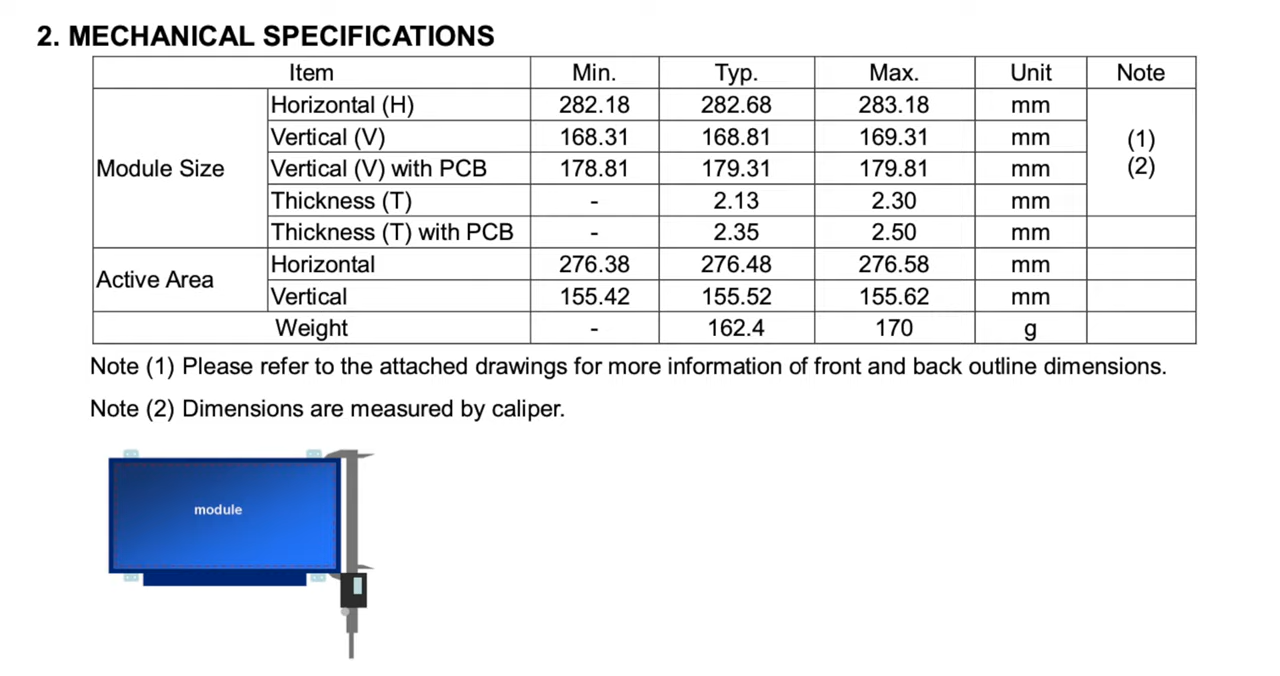 2. MECHANICAL SPECIFICATIONS
Item Min. Typ. Max. Unit Note
Module Size Horizontal (H) 282.18 282.68 283.18 mm (1) (2)
Vertical (V) 168.31 168.81 169.31 mm
Vertical (V) with PCB 178.81 179.31 179.81 mm
Thickness (T) - 2.13 2.30 mm
Thickness (T) with PCB - 2.35 2.50 mm
Active Area Horizontal 276.38 276.48 276.58 mm
Vertical 155.42 155.52 155.62 mm
Weight - 162.4 170 g
Note (1) Please refer to the attached drawings for more information of front and back outline dimensions.
Note (2) Dimensions are measured by caliper.
module